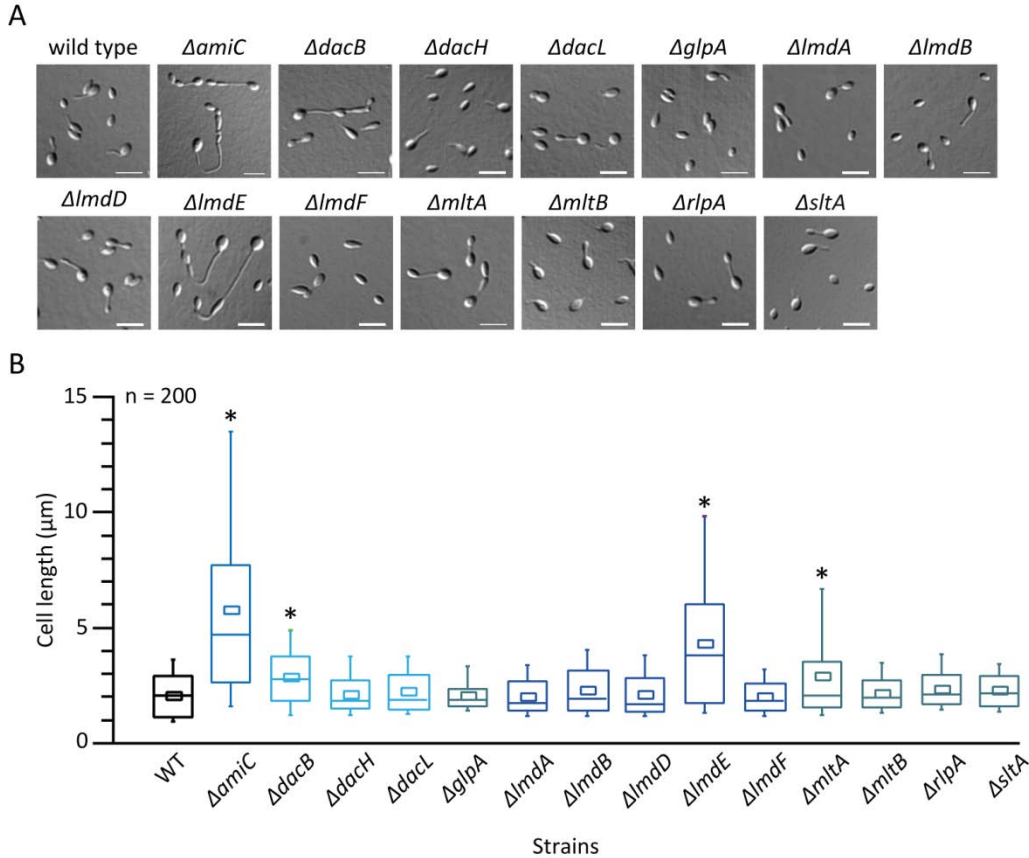 A
wild type ΔamiC ΔdacB ΔdacH ΔdacL ΔglpA ΔlmdA ΔlmdB
ΔlmdD ΔlmdE ΔlmdF ΔmltA ΔmltB ΔrlpA ΔsltA
B
15
n = 200
*
*
*
*
10
5
0
Cell length (μm)
WT ΔamiC ΔdacB ΔdacH ΔdacL ΔglpA ΔlmdA ΔlmdB ΔlmdD ΔlmdE ΔlmdF ΔmltA ΔmltB ΔrlpA ΔsltA
Strains